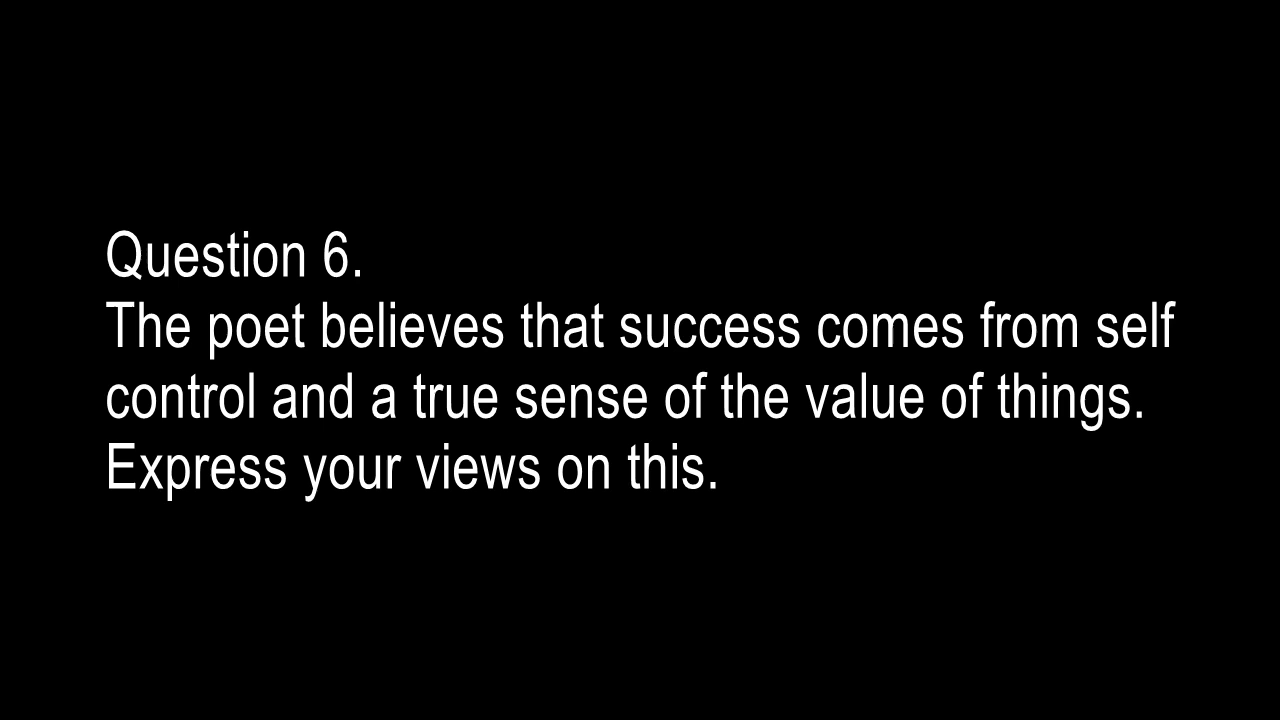 Question 6.
The poet believes that success comes from self
control and a true sense of the value of things.
Express your views on this.